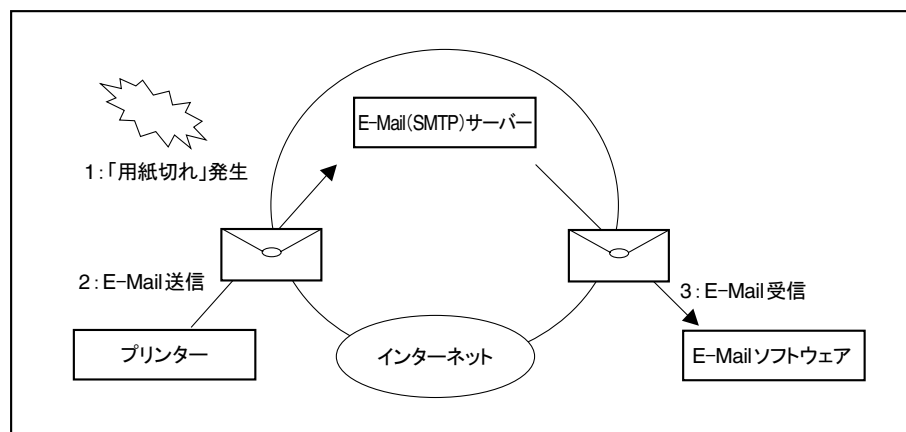 E-Mail(SMTP)サーバー
1:「用紙切れ」発生
2:E-Mail送信
3:E-Mail受信
プリンター
インターネット
E-Mailソフトウェア